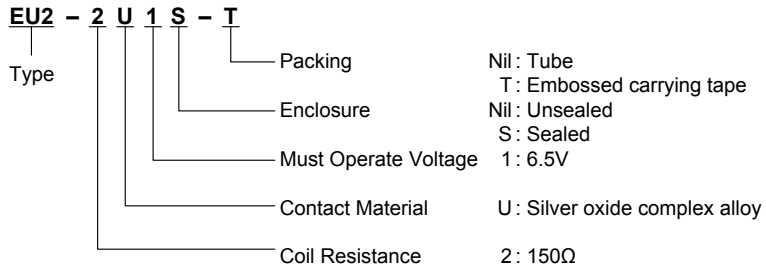 EU2 – 2 U 1 S – T
Type
Packing Nil : Tube
T : Embossed carrying tape
Enclosure Nil : Unsealed
S : Sealed
Must Operate Voltage 1 : 6.5V
Contact Material U : Silver oxide complex alloy
Coil Resistance 2 : 150Ω